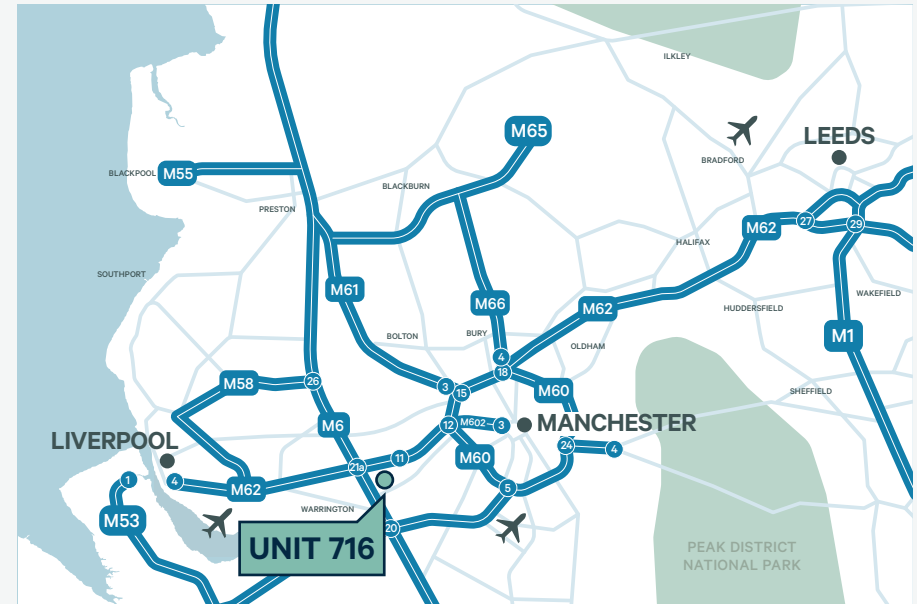 ILKLEY
M65
LEEDS
BRADFORD
BLACKPOOL
M55
BLACKBURN
PRESTON
M62
27
29
HALIFAX
SOUTHPORT
M61
WAKEFIELD
M66
M62
HUDDERSFIELD
BOLTON
BURY
M1
OLDHAM
4
18
M58
26
3
15
M60
SHEFFIELD
M6
12
M602
3
MANCHESTER
LIVERPOOL
24
4
11
M60
21a
1
4
M62
5
WARRINGTON
M53
20
UNIT 716
PEAK DISTRICT
NATIONAL PARK